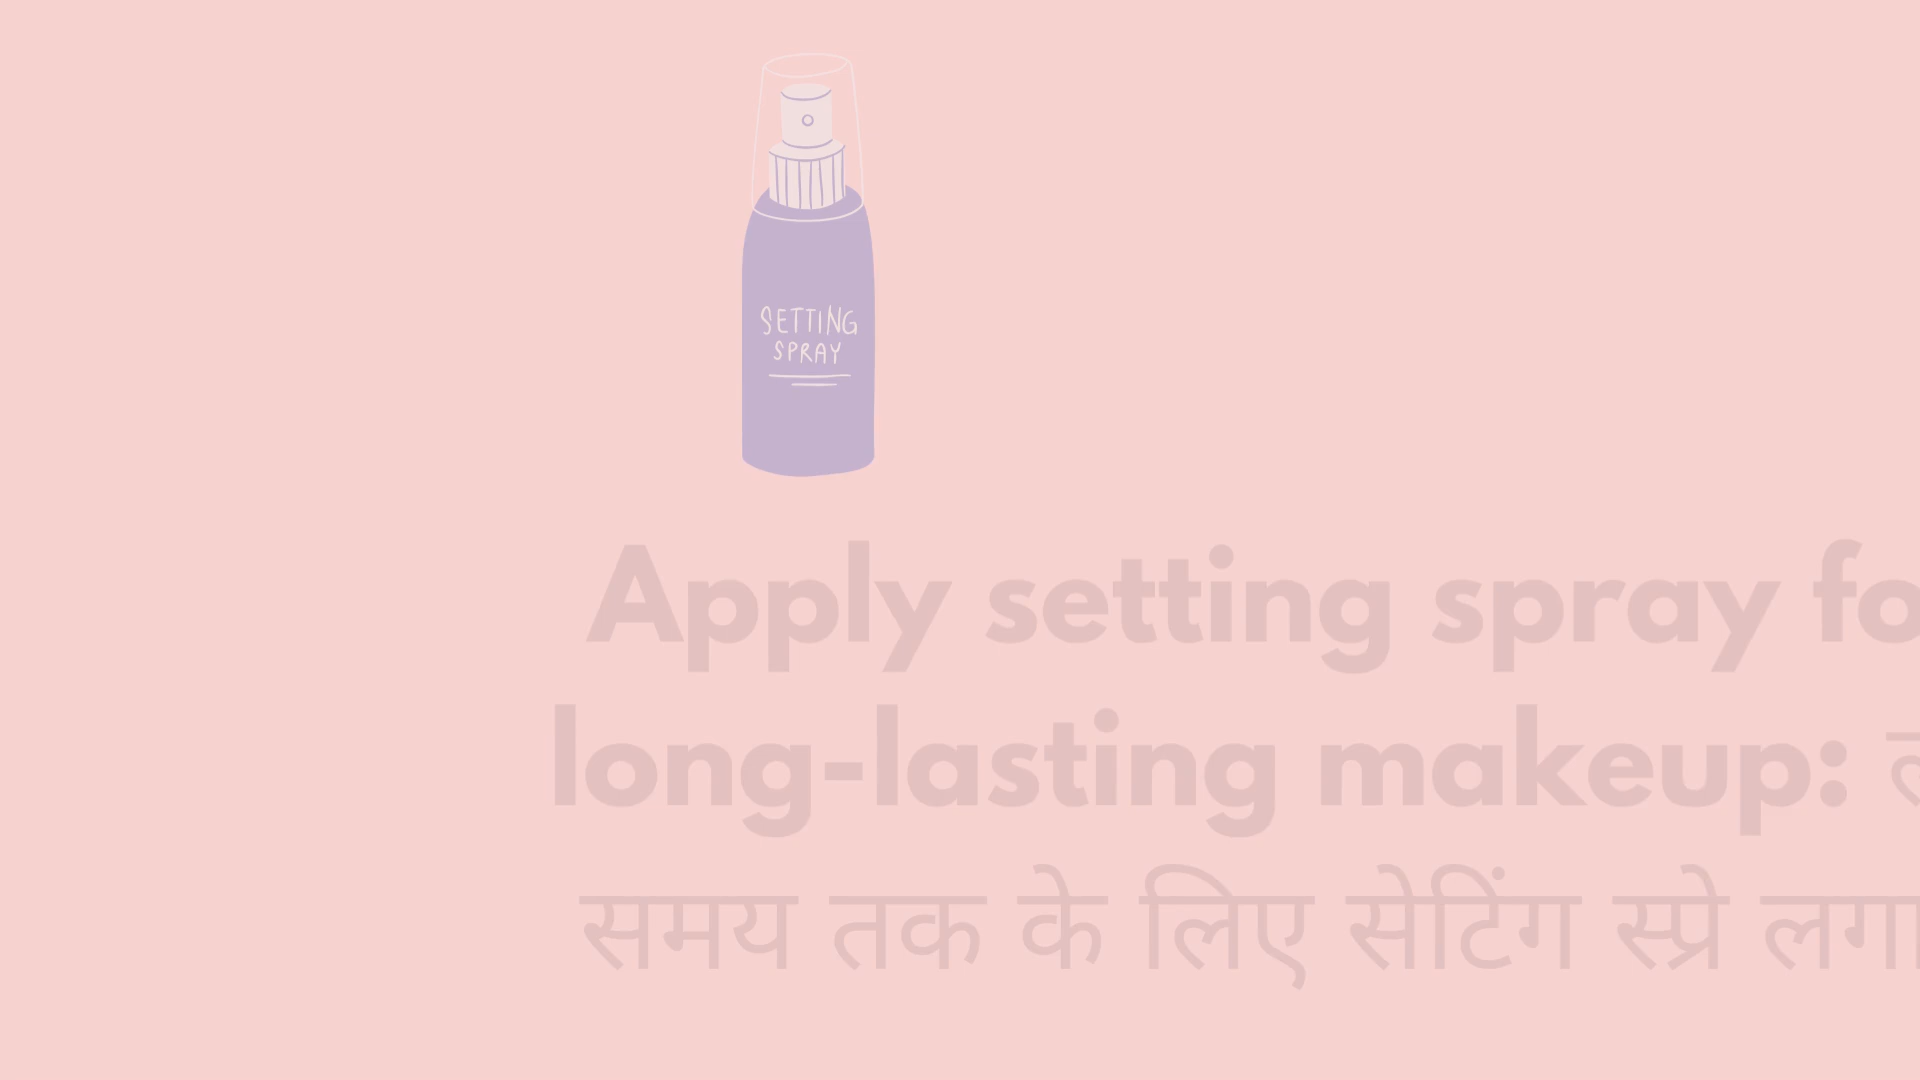 SETTING
SPRAY
Apply setting spray fo
long-lasting makeup:
समय तक के लिए सेटिंग स्प्रे लगा